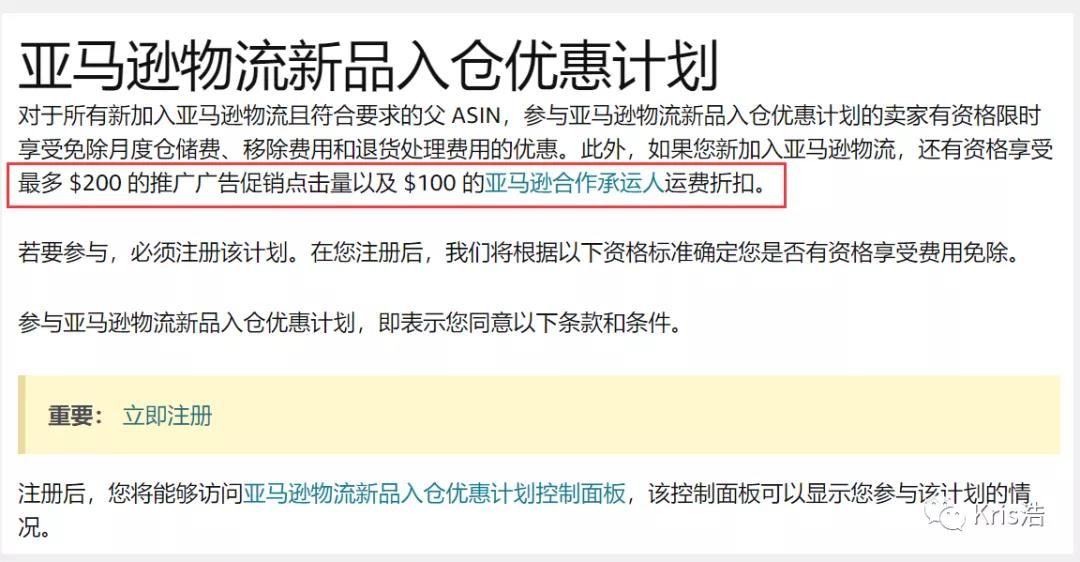 亚马逊物流新品入仓优惠计划
对于所有新加入亚马逊物流且符合要求的父 ASIN，参与亚马逊物流新品入仓优惠计划的卖家有资格限时
享受免除月度仓储费、移除费用和退货处理费用的优惠。此外，如果您新加入亚马逊物流，还有资格享受
最多 $200 的推广广告促销点击量以及 $100 的亚马逊合作承运人运费折扣。
若要参与，必须注册该计划。在您注册后，我们将根据以下资格标准确定您是否有资格享受费用免除。
参与亚马逊物流新品入仓优惠计划，即表示您同意以下条款和条件。
重要： 立即注册
注册后，您将能够访问亚马逊物流新品入仓优惠计划控制面板，该控制面板可以显示您参与该计划的情
况。
Kris浩